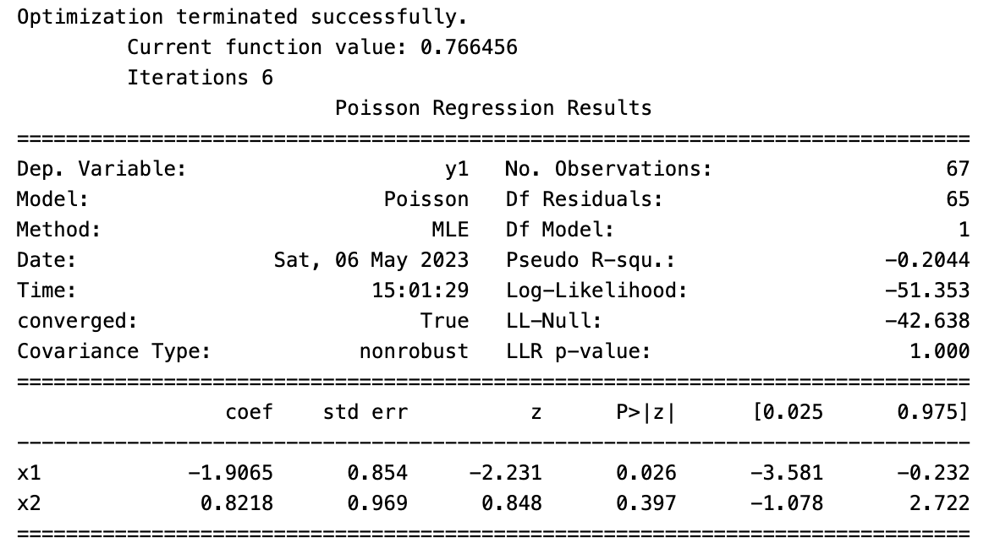 Optimization terminated successfully.
         Current function value: 0.766456
         Iterations 6
                          Poisson Regression Results
==============================================================================
Dep. Variable:                     y1   No. Observations:                   67
Model:                        Poisson   Df Residuals:                       65
Method:                           MLE   Df Model:                            1
Date:                Sat, 06 May 2023   Pseudo R-squ.:                 -0.2044
Time:                        15:01:29   Log-Likelihood:                -51.353
converged:                       True   LL-Null:                       -42.638
Covariance Type:            nonrobust   LLR p-value:                     1.000
==============================================================================
                 coef    std err          z      P>|z|      [0.025      0.975]
------------------------------------------------------------------------------
x1            -1.9065      0.854     -2.231      0.026      -3.581      -0.232
x2             0.8218      0.969      0.848      0.397      -1.078       2.722
==============================================================================